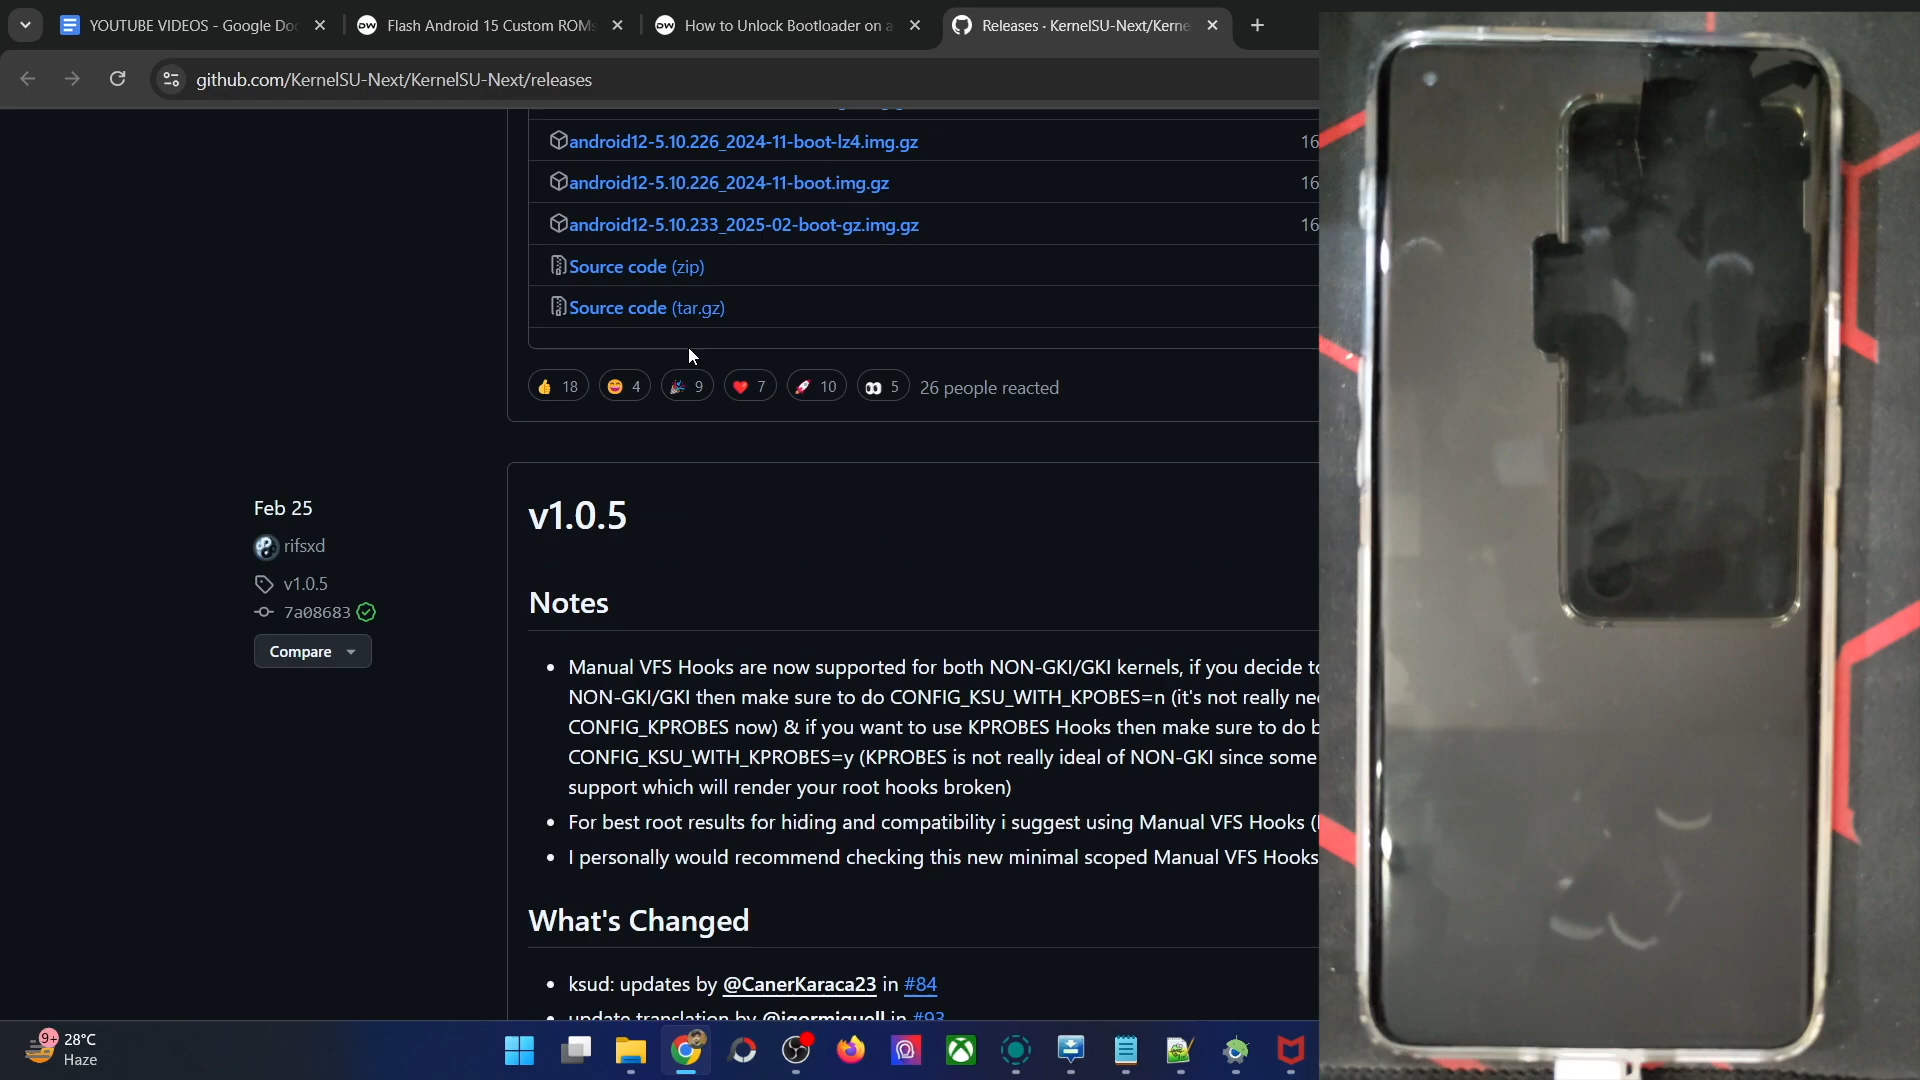 YOUTUBE VIDEOS - Google Do
Flash Android 15 Custom ROMs
How to Unlock Bootloader on a
Releases · KernelSU-Next/Kerne
github.com/KernelSU-Next/KernelSU-Next/releases
android12-5.10.226_2024-11-boot-lz4.img.gz
16
android12-5.10.226_2024-11-boot.img.gz
16
android12-5.10.233_2025-02-boot-gz.img.gz
16
Source code (zip)
Source code (tar.gz)
18
4
9
7
10
5
26 people reacted
Feb 25
rifsxd
v1.0.5
7a08683
Compare
v1.0.5
Notes
Manual VFS Hooks are now supported for both NON-GKI/GKI kernels, if you decide to
NON-GKI/GKI then make sure to do CONFIG_KSU_WITH_KPOBES=n (it's not really
CONFIG_KPROBES now) & if you want to use KPROBES Hooks then make sure to do
CONFIG_KSU_WITH_KPROBES=y (KPROBES is not really ideal of NON-GKI since some
support which will render your root hooks broken)
For best root results for hiding and compatibility i suggest using Manual VFS Hooks
I personally would recommend checking this new minimal scoped Manual VFS Hooks
What's Changed
ksud: updates by @CanerKaraca23 in #84
update translation by @igormiguell in #93
9+
28°C
Haze